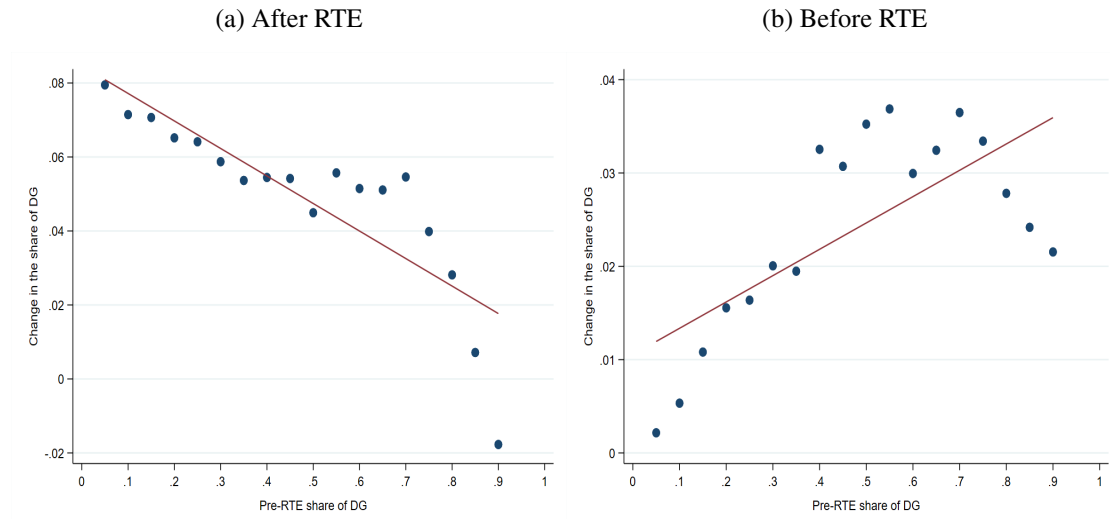 (a) After RTE
Change in the share of DG
.08
.06
.04
.02
0
-.02
0 .1 .2 .3 .4 .5 .6 .7 .8 .9 1
Pre-RTE share of DG
(b) Before RTE
Change in the share of DG
.04
.03
.02
.01
0
0 .1 .2 .3 .4 .5 .6 .7 .8 .9 1
Pre-RTE share of DG